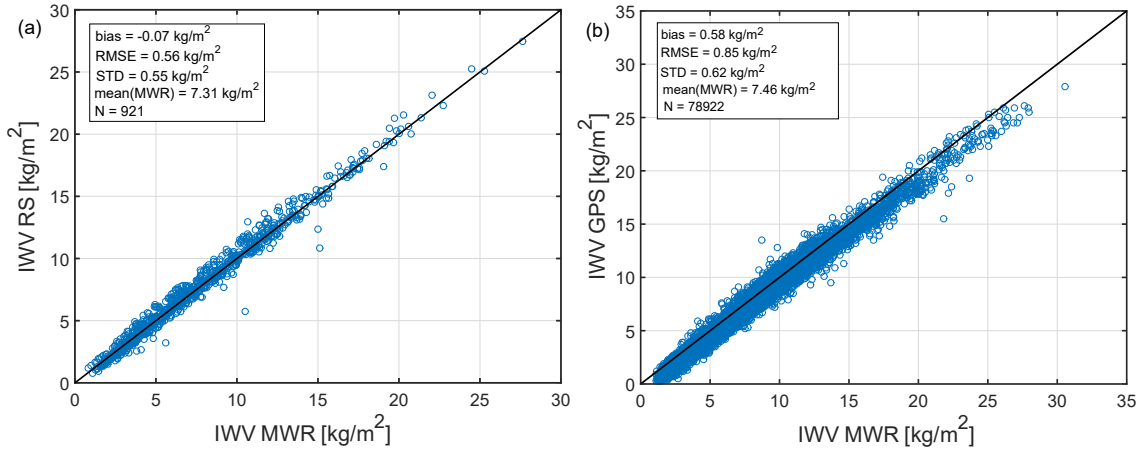 (a)
bias = -0.07 kg/m²
RMSE = 0.56 kg/m²
STD = 0.55 kg/m²
mean(MWR) = 7.31 kg/m²
N = 921
IWV RS [kg/m²]
30
25
20
15
10
5
0
0 5 10 15 20 25 30
IWV MWR [kg/m²]
(b)
bias = 0.58 kg/m²
RMSE = 0.85 kg/m²
STD = 0.62 kg/m²
mean(MWR) = 7.46 kg/m²
N = 78922
IWV GPS [kg/m²]
35
30
25
20
15
10
5
0
0 5 10 15 20 25 30 35
IWV MWR [kg/m²]